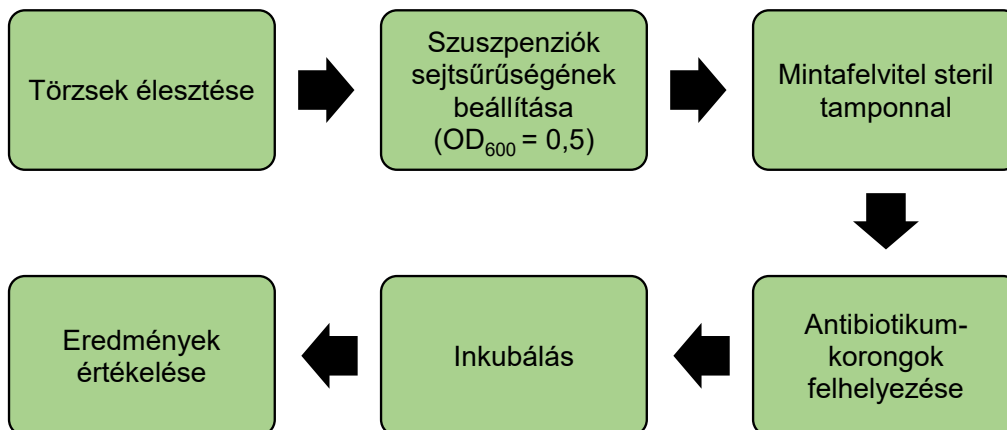 Törzsek élesztése
Szuszpenziók
sejtsűrűségének
beállítása
(OD₆₀₀ = 0,5)
Mintafelvitel steril
tamponnal
Antibiotikum-
korongok
felhelyezése
Inkubálás
Eredmények
értékelése